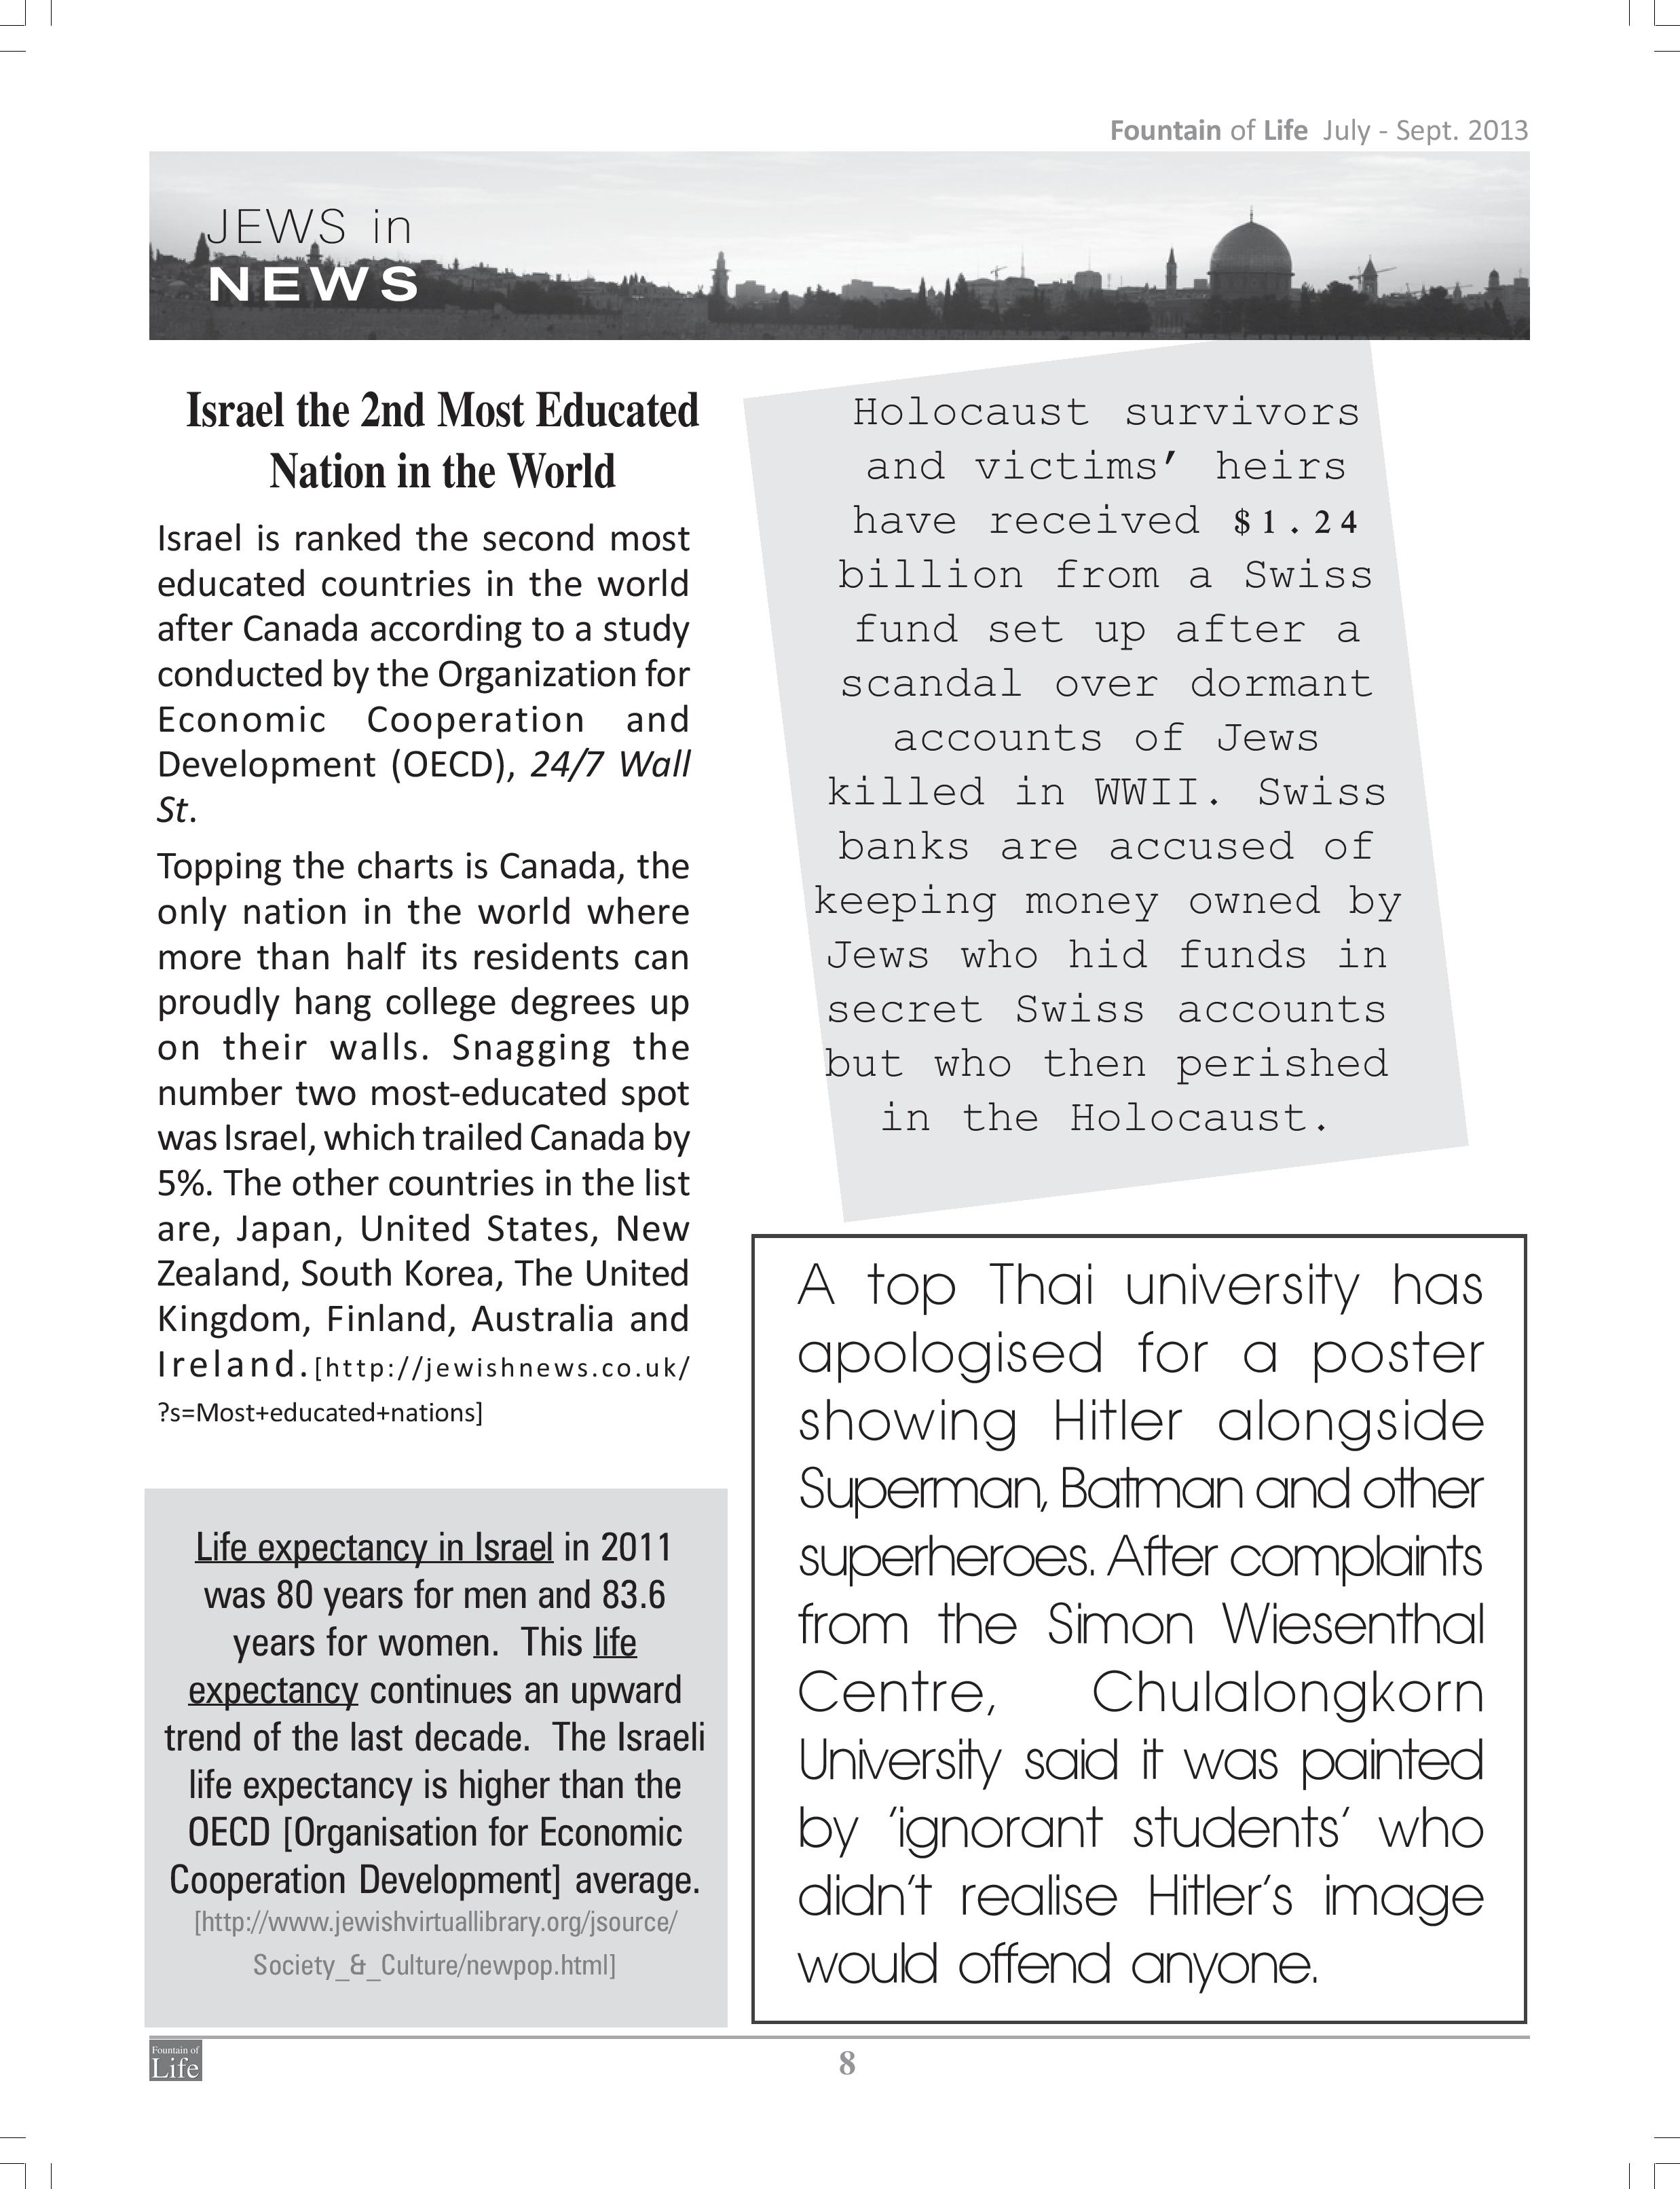 Fountain of Life July - Sept. 2013
JEWS in
NEWS
Israel the 2nd Most Educated
Nation in the World
Israel is ranked the second most
educated countries in the world
after Canada according to a study
conducted by the Organization for
Economic Cooperation and
Development (OECD), 24/7 Wall
St.
Topping the charts is Canada, the
only nation in the world where
more than half its residents can
proudly hang college degrees up
on their walls. Snagging the
number two most-educated spot
was Israel, which trailed Canada by
5%. The other countries in the list
are, Japan, United States, New
Zealand, South Korea, The United
Kingdom, Finland, Australia and
Ireland. [http://jewishnews.co.uk/
?s=Most+educated+nations]
Life expectancy in Israel in 2011
was 80 years for men and 83.6
years for women. This life
expectancy continues an upward
trend of the last decade. The Israeli
life expectancy is higher than the
OECD [Organisation for Economic
Cooperation Development] average.
[http://www.jewishvirtuallibrary.org/jsource/
Society_&_Culture/newpop.html]
Holocaust survivors
and victims’ heirs
have received $1.24
billion from a Swiss
fund set up after a
scandal over dormant
accounts of Jews
killed in WWII. Swiss
banks are accused of
keeping money owned by
Jews who hid funds in
secret Swiss accounts
but who then perished
in the Holocaust.
A top Thai university has
apologised for a poster
showing Hitler alongside
Superman, Batman and other
superheroes. After complaints
from the Simon Wiesenthal
Centre, Chulalongkorn
University said it was painted
by ‘ignorant students’ who
didn’t realise Hitler’s image
would offend anyone.
Fountain of
Life
8